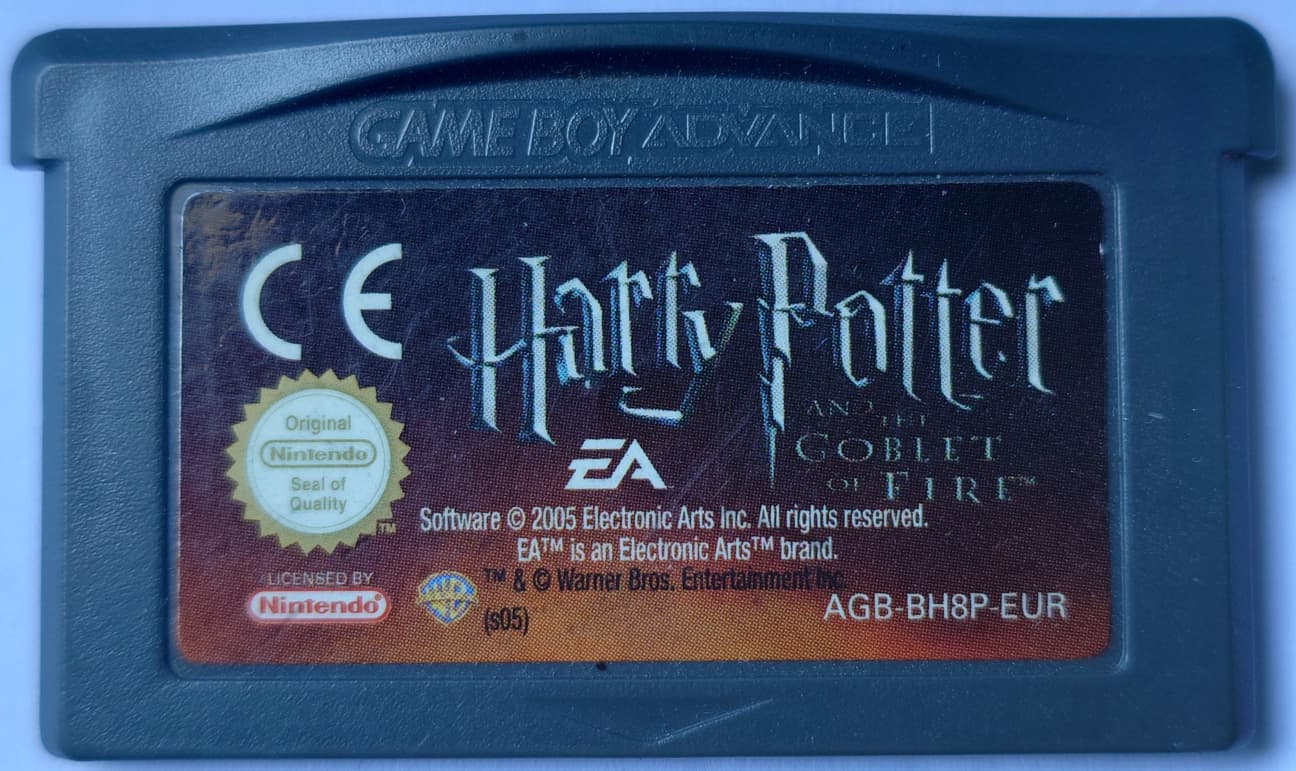 GAME BOY ADVANCE
CE
Harry Potter
AND THE
GOBLET
OF FIRE™
Original
Nintendo
Seal of
Quality
™
EA
Software © 2005 Electronic Arts Inc. All rights reserved.
EA™ is an Electronic Arts™ brand.
LICENSED BY
Nintendo®
WB
™ & © Warner Bros. Entertainment Inc.
(s05)
AGB-BH8P-EUR